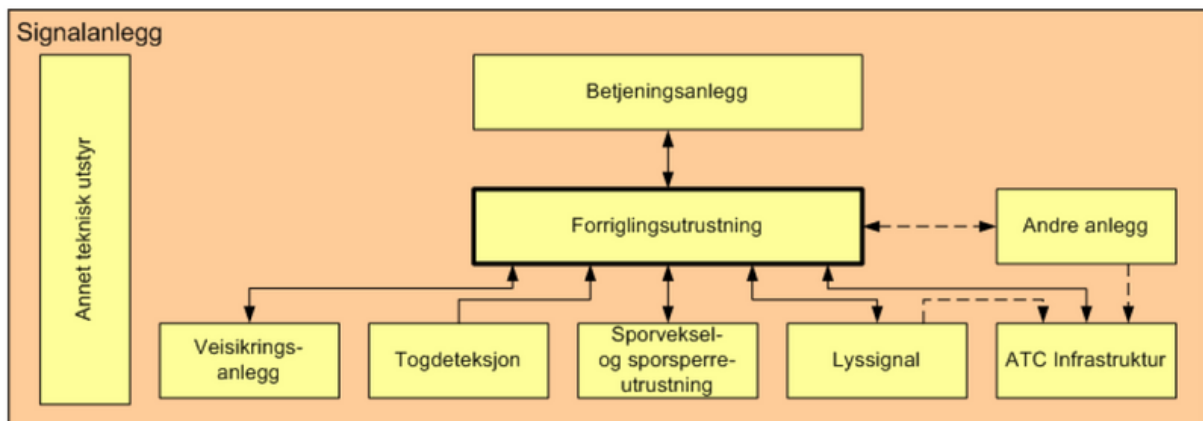 Signalanlegg
Annet teknisk utstyr
Betjeningsanlegg
Forriglingsutrustning
Andre anlegg
Veisikrings-
anlegg
Togdeteksjon
Sporveksel-
og sporsperre-
utrustning
Lyssignal
ATC Infrastruktur